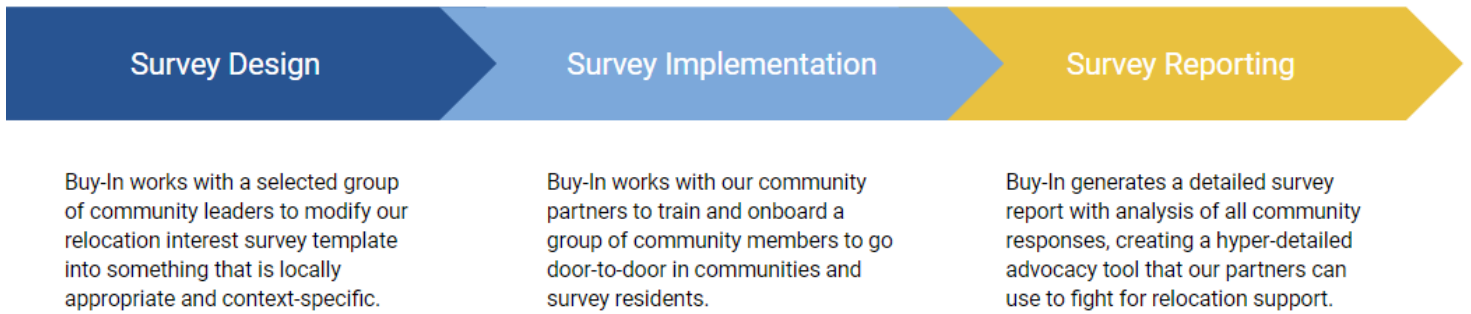 Survey Design
Survey Implementation
Survey Reporting
Buy-In works with a selected group
of community leaders to modify our
relocation interest survey template
into something that is locally
appropriate and context-specific.
Buy-In works with our community
partners to train and onboard a
group of community members to go
door-to-door in communities and
survey residents.
Buy-In generates a detailed survey
report with analysis of all community
responses, creating a hyper-detailed
advocacy tool that our partners can
use to fight for relocation support.